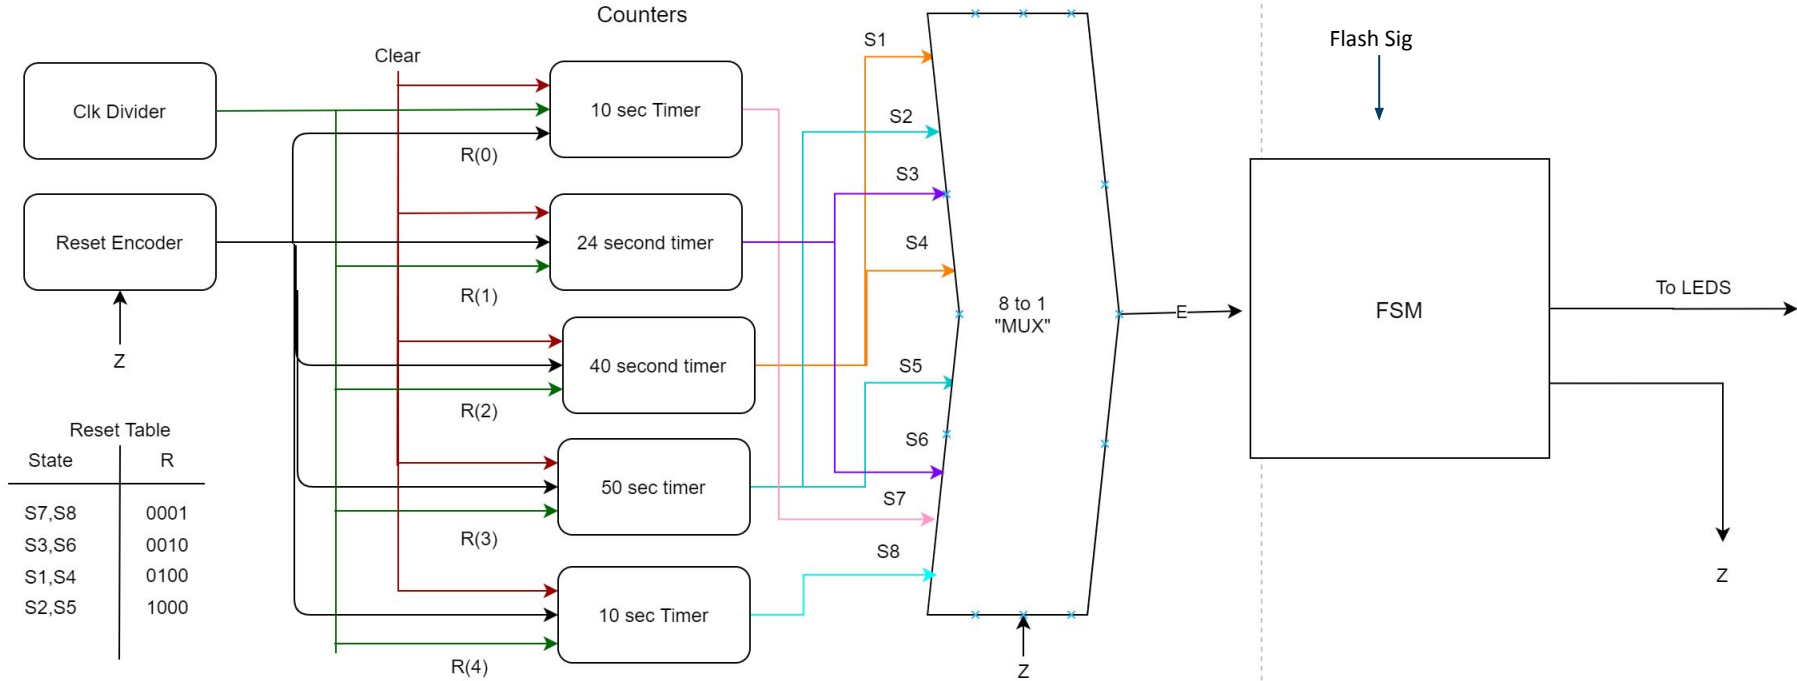 Counters
Flash Sig
Clear
S1
Clk Divider
10 sec Timer
S2
R(0)
S3
Reset Encoder
24 second timer
S4
R(1)
8 to 1
"MUX"
E
FSM
To LEDS
Z
40 second timer
S5
R(2)
Reset Table
State R
S6
50 sec timer
S7
S7,S8 0001
R(3)
S3,S6 0010
S8
S1,S4 0100
Z
S2,S5 1000
10 sec Timer
R(4)
Z